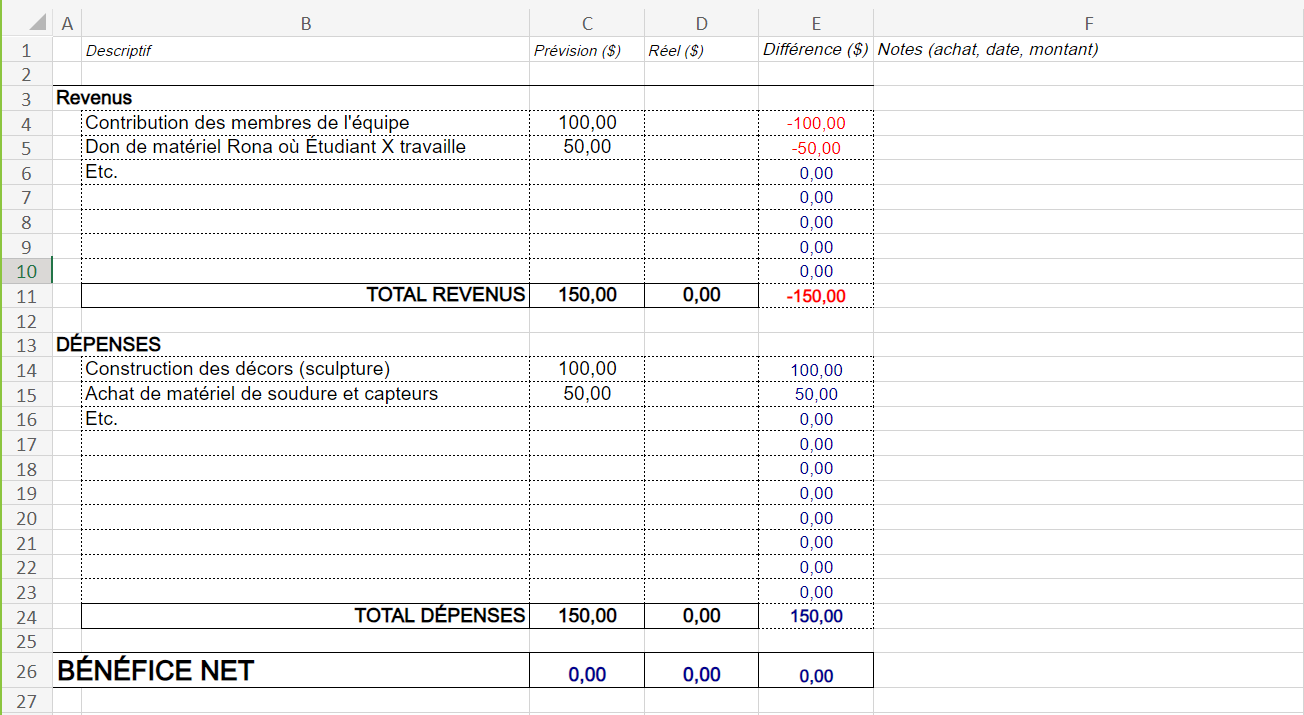 A B C D E F
1 Descriptif Prévision ($) Réel ($) Différence ($) Notes (achat, date, montant)
2
3 Revenus
4 Contribution des membres de l'équipe 100,00 -100,00
5 Don de matériel Rona où Étudiant X travaille 50,00 -50,00
6 Etc. 0,00
7 0,00
8 0,00
9 0,00
10 0,00
11 TOTAL REVENUS 150,00 0,00 -150,00
12
13 DÉPENSES
14 Construction des décors (sculpture) 100,00 100,00
15 Achat de matériel de soudure et capteurs 50,00 50,00
16 Etc. 0,00
17 0,00
18 0,00
19 0,00
20 0,00
21 0,00
22 0,00
23 0,00
24 TOTAL DÉPENSES 150,00 0,00 150,00
25
26 BÉNÉFICE NET 0,00 0,00 0,00
27